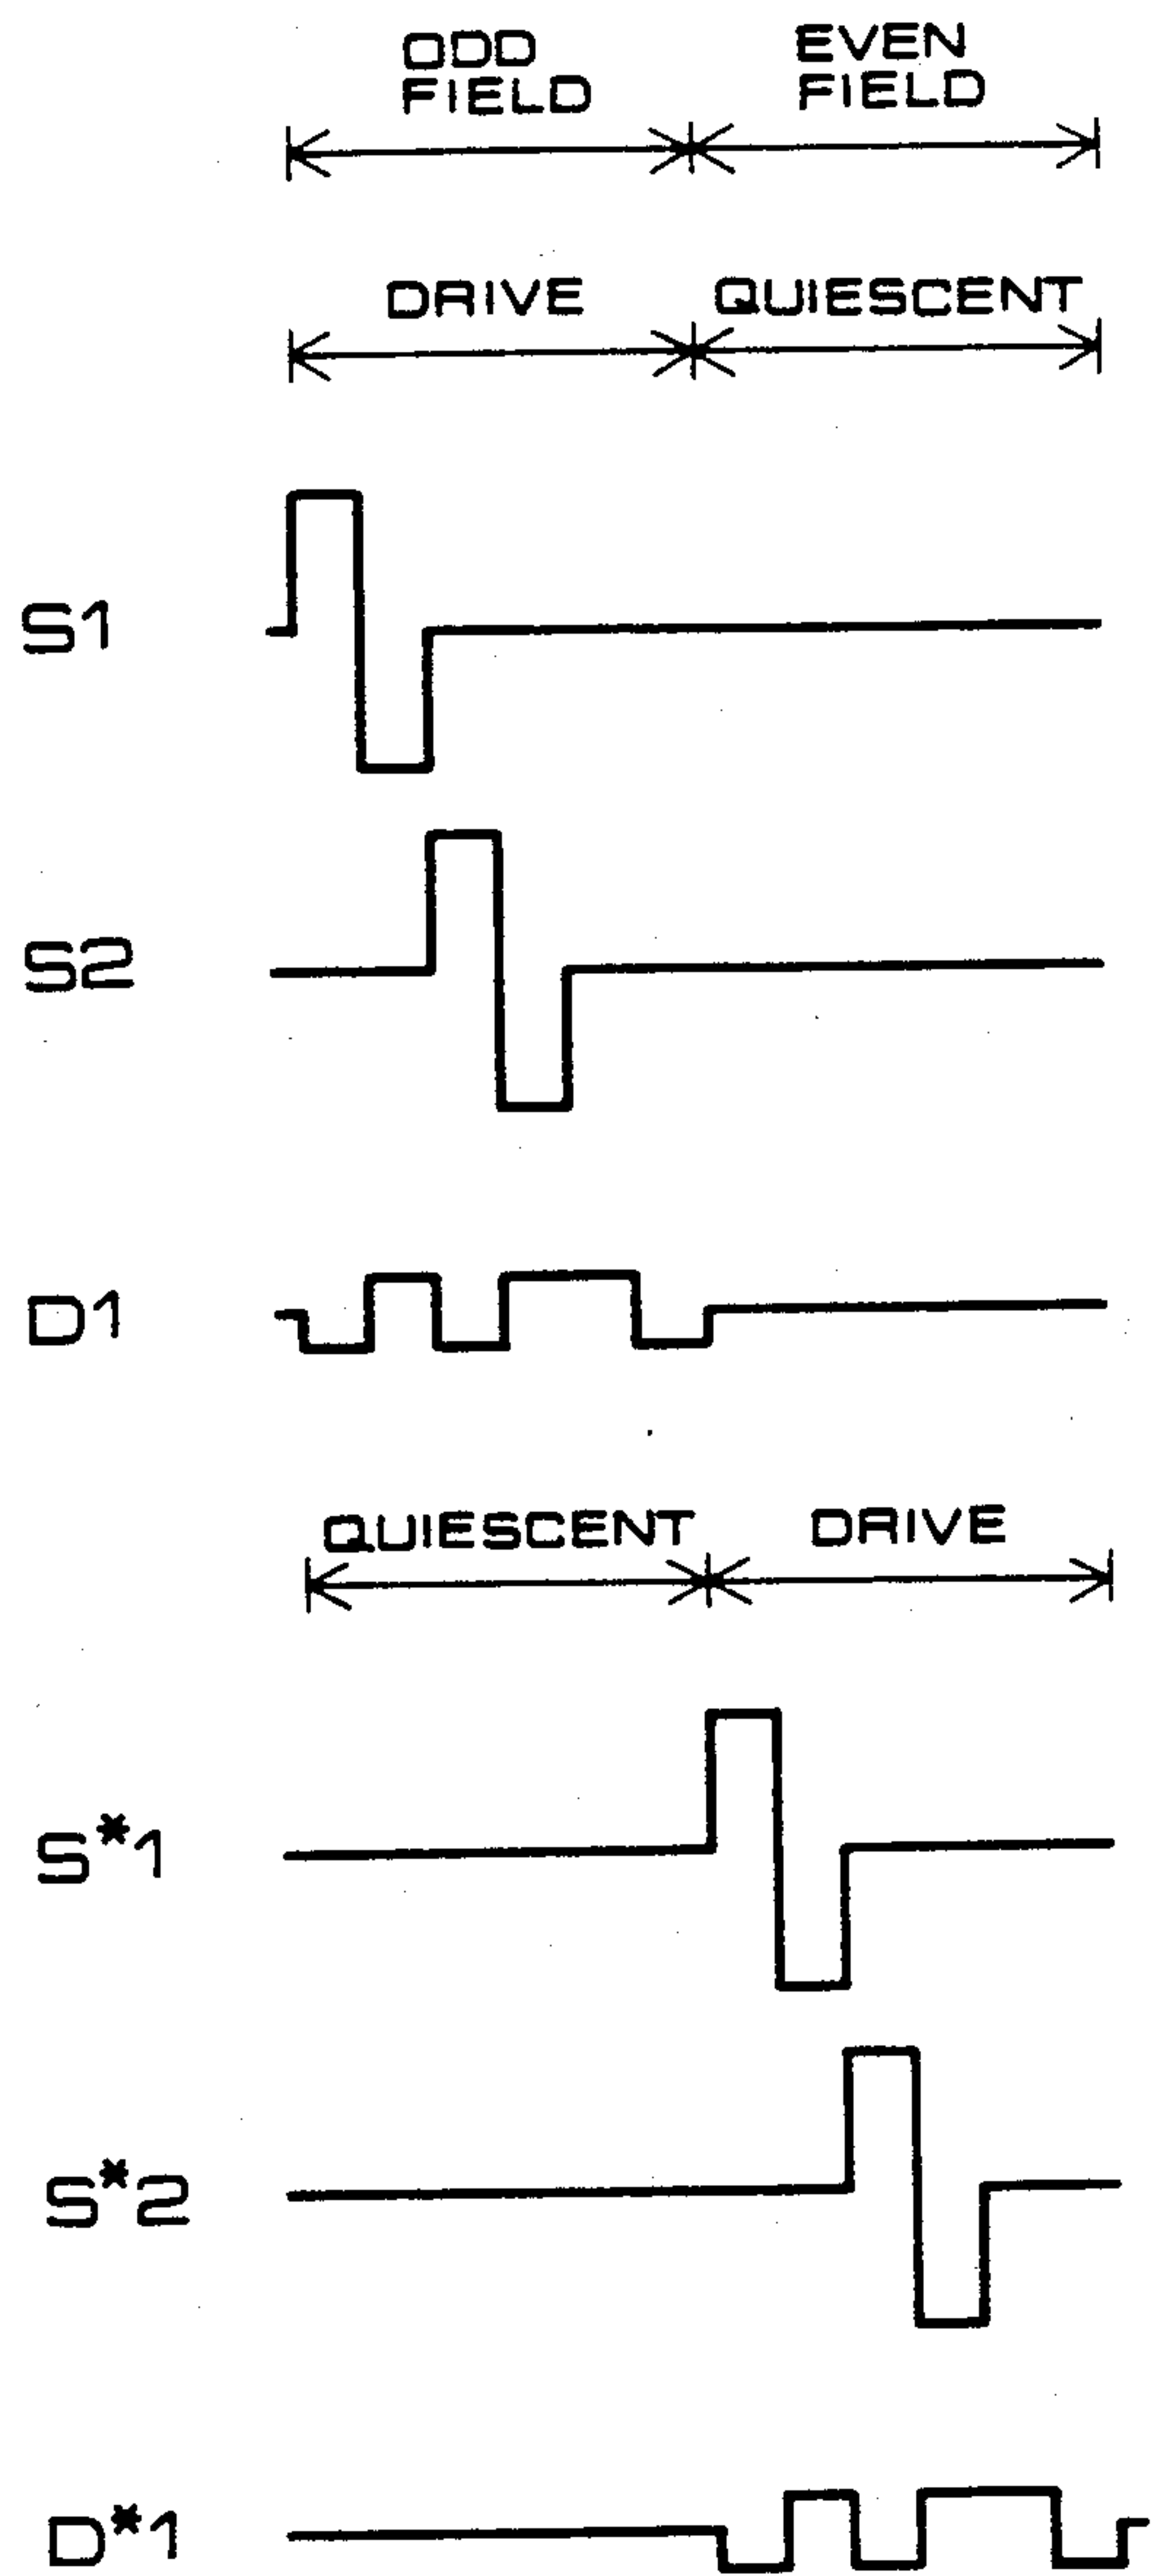 ODD
FIELD
EVEN
FIELD
DRIVE
QUIESCENT
S1
S2
D1
QUIESCENT
DRIVE
S*1
S*2
D*1